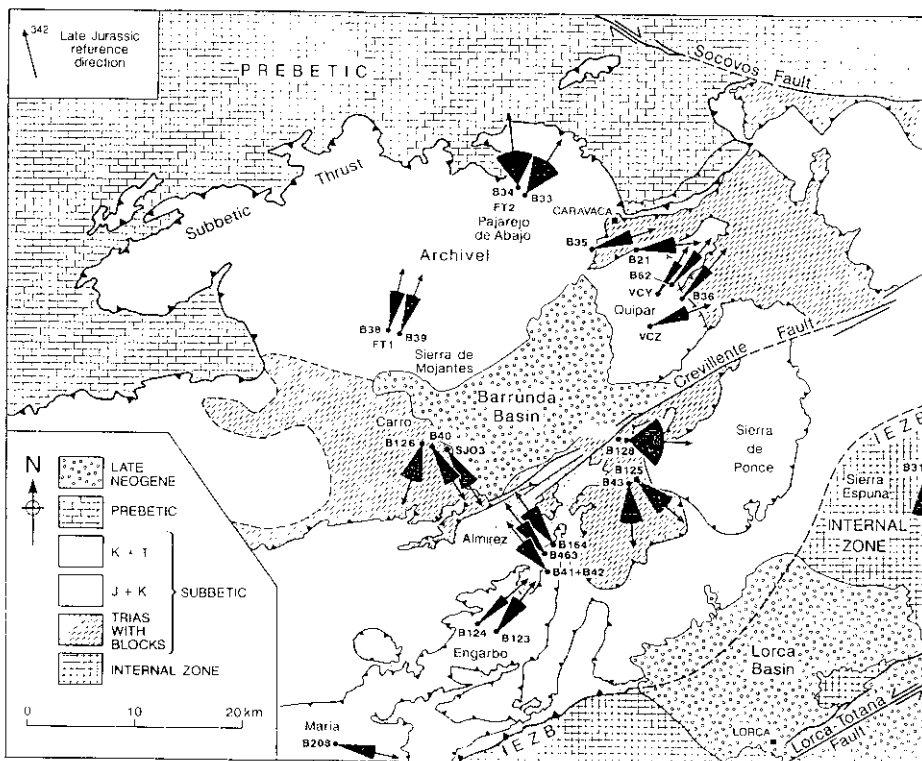 342
Late Jurassic
reference
direction
PREBETIC
Socovos Fault
Subbetic Thrust
B34
FT2
B33
Pajarejo
de Abajo
CARAVACA
Archivel
B35
B21
B62
VCY
B36
Quipar
VCZ
B38
FT1
B39
Sierra de
Mojantes
Crevillente Fault
Barrunda
Basin
Carro
B126
B40
SJO3
B128
Sierra
de
Ponce
B125
B43
IEZB
Sierra
Espuna
INTERNAL
ZONE
Almirez
B164
B463
B41+B42
B124
B123
Engarbo
Lorca
Basin
Maria
B208
IEZB
LORCA
Lorca-Totana
Fault
N
LATE
NEOGENE
PREBETIC
K + T
J + K
SUBBETIC
TRIAS
WITH
BLOCKS
INTERNAL ZONE
0 10 20 km